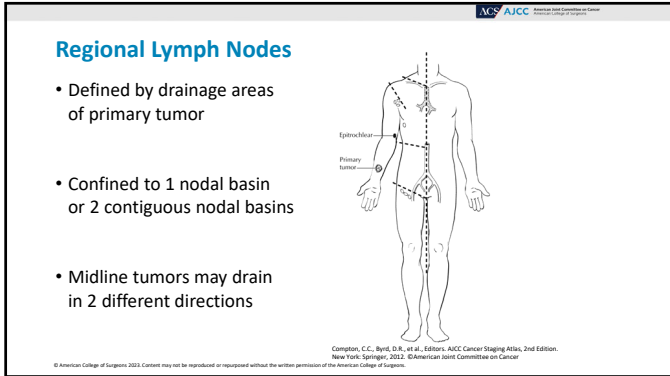 ACS AJCC American Joint Committee on Cancer
American College of Surgeons
Regional Lymph Nodes
• Defined by drainage areas
of primary tumor
• Confined to 1 nodal basin
or 2 contiguous nodal basins
• Midline tumors may drain
in 2 different directions
Epitrochlear
Primary
tumor
Compton, C.C., Byrd, D.R., et al., Editors. AJCC Cancer Staging Atlas, 2nd Edition.
New York: Springer, 2012. ©American Joint Committee on Cancer
© American College of Surgeons 2023. Content may not be reproduced or repurposed without the written permission of the American College of Surgeons.